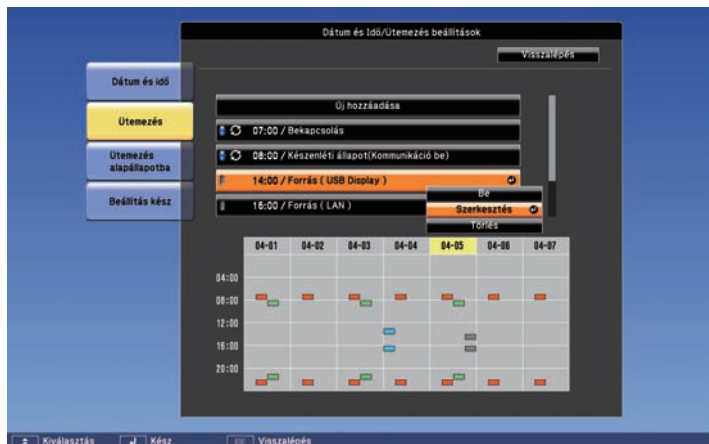 Dátum és Idő/Ütemezés beállítások
Visszalépés
Dátum és idő
Ütemezés
Ütemezés
alapállapotba
Beállítás kész
Új hozzáadása
07:00 / Bekapcsolás
08:00 / Készenléti állapot(Kommunikáció be)
14:00 / Forrás ( USB Display )
16:00 / Forrás ( LAN )
Be
Szerkesztés
Törlés
04-01 04-02 04-03 04-04 04-05 04-06 04-07
04:00
08:00
12:00
16:00
20:00
Kiválasztás Kész Visszalépés